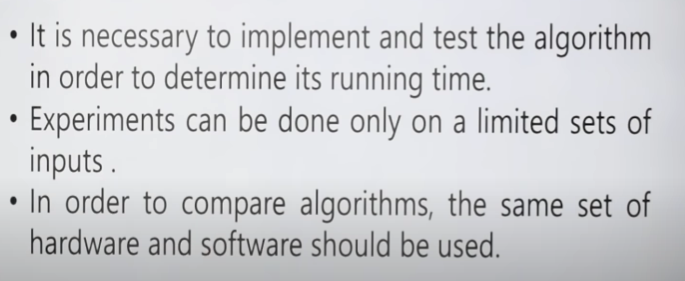 • It is necessary to implement and test the algorithm
in order to determine its running time.
• Experiments can be done only on a limited sets of
inputs .
• In order to compare algorithms, the same set of
hardware and software should be used.